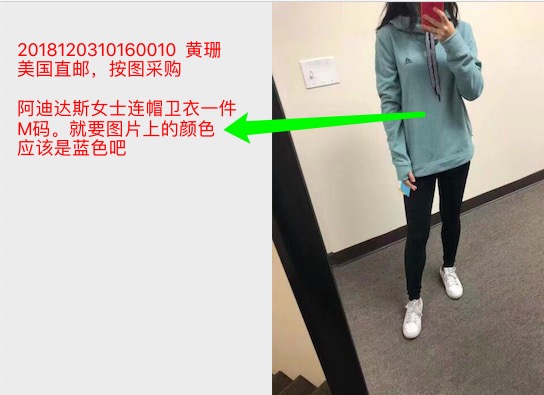 2018120310160010 黄珊
美国直邮，按图采购
阿迪达斯女士连帽卫衣一件
M码。就要图片上的颜色
应该是蓝色吧